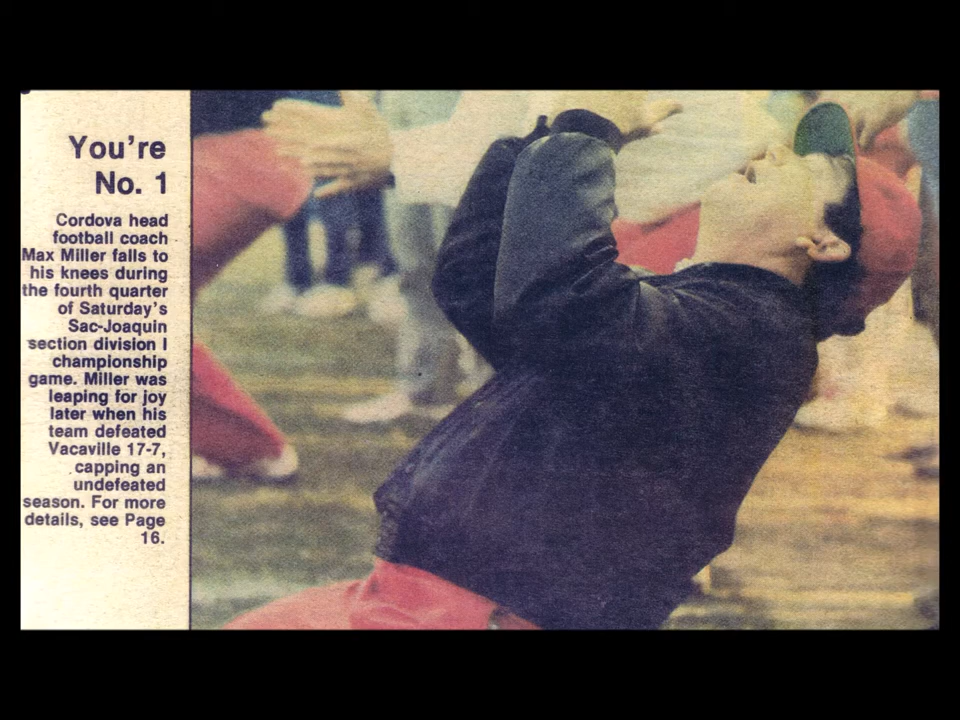 You're
No. 1
Cordova head
football coach
Max Miller falls to
his knees during
the fourth quarter
of Saturday's
Sac-Joaquin
section division I
championship
game. Miller was
leaping for joy
later when his
team defeated
Vacaville 17-7,
capping an
undefeated
season. For more
details, see Page
16.